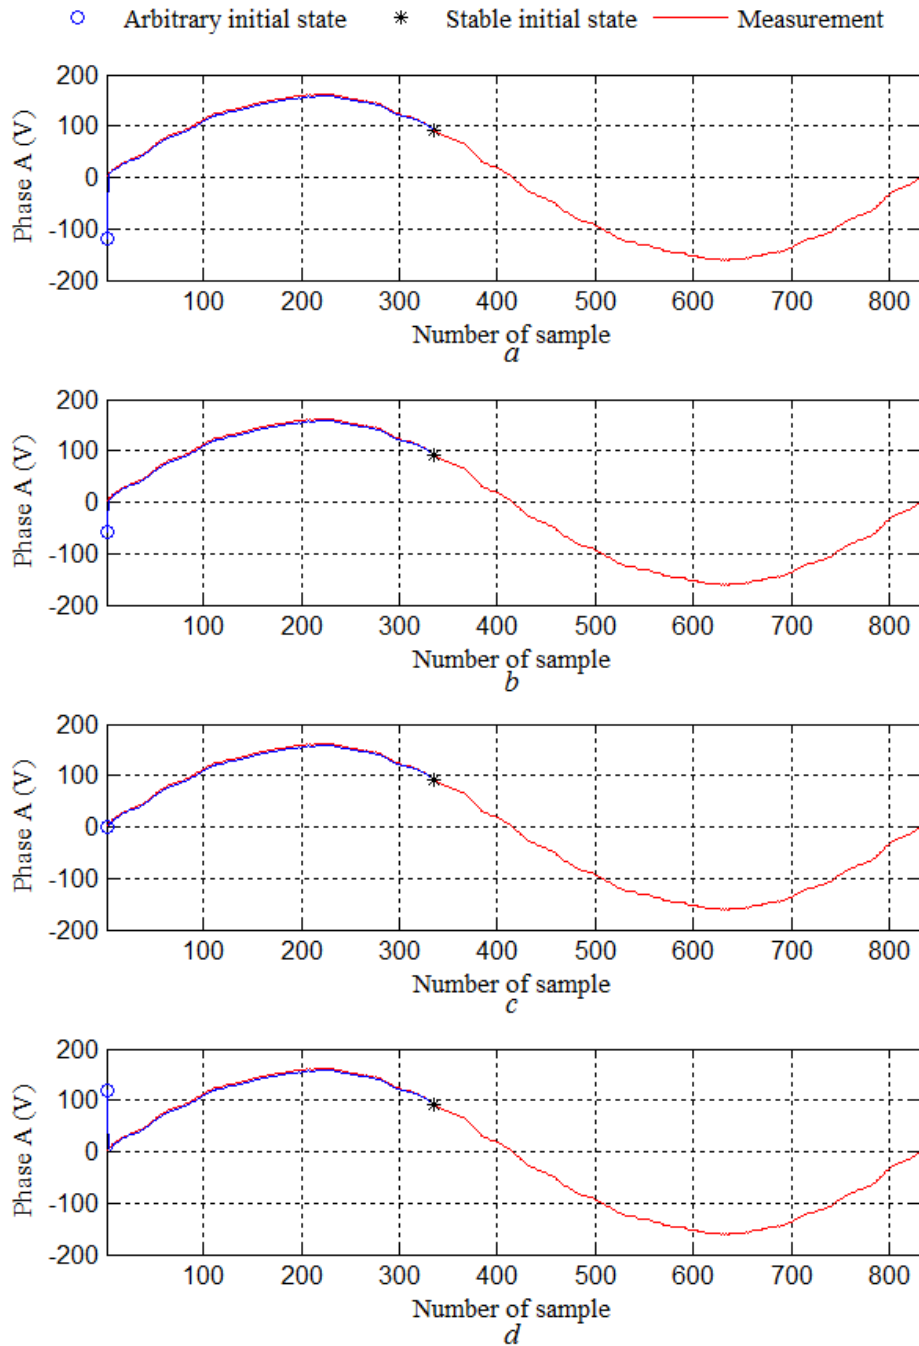 Arbitrary initial state Stable initial state Measurement
200
100
0
-100
-200
Phase A (V)
100 200 300 400 500 600 700 800
Number of sample
a
200
100
0
-100
-200
Phase A (V)
100 200 300 400 500 600 700 800
Number of sample
b
200
100
0
-100
-200
Phase A (V)
100 200 300 400 500 600 700 800
Number of sample
c
200
100
0
-100
-200
Phase A (V)
100 200 300 400 500 600 700 800
Number of sample
d